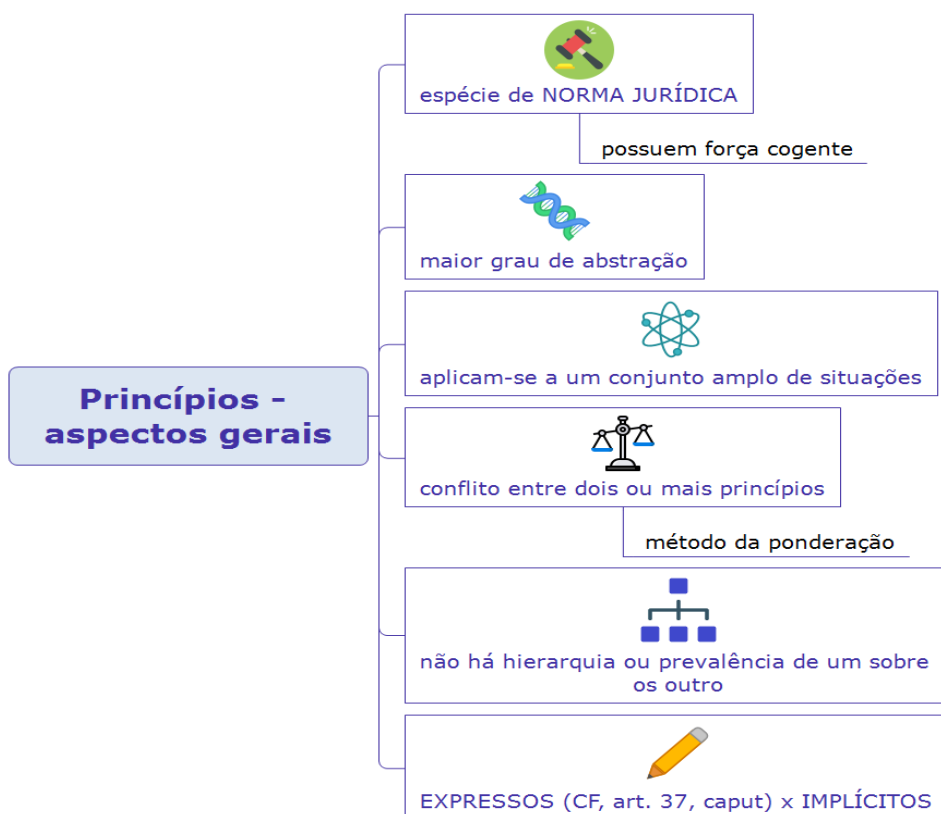 Princípios -
aspectos gerais
espécie de NORMA JURÍDICA
possuem força cogente
maior grau de abstração
aplicam-se a um conjunto amplo de situações
conflito entre dois ou mais princípios
método da ponderação
não há hierarquia ou prevalência de um sobre
os outro
EXPRESSOS (CF, art. 37, caput) x IMPLÍCITOS